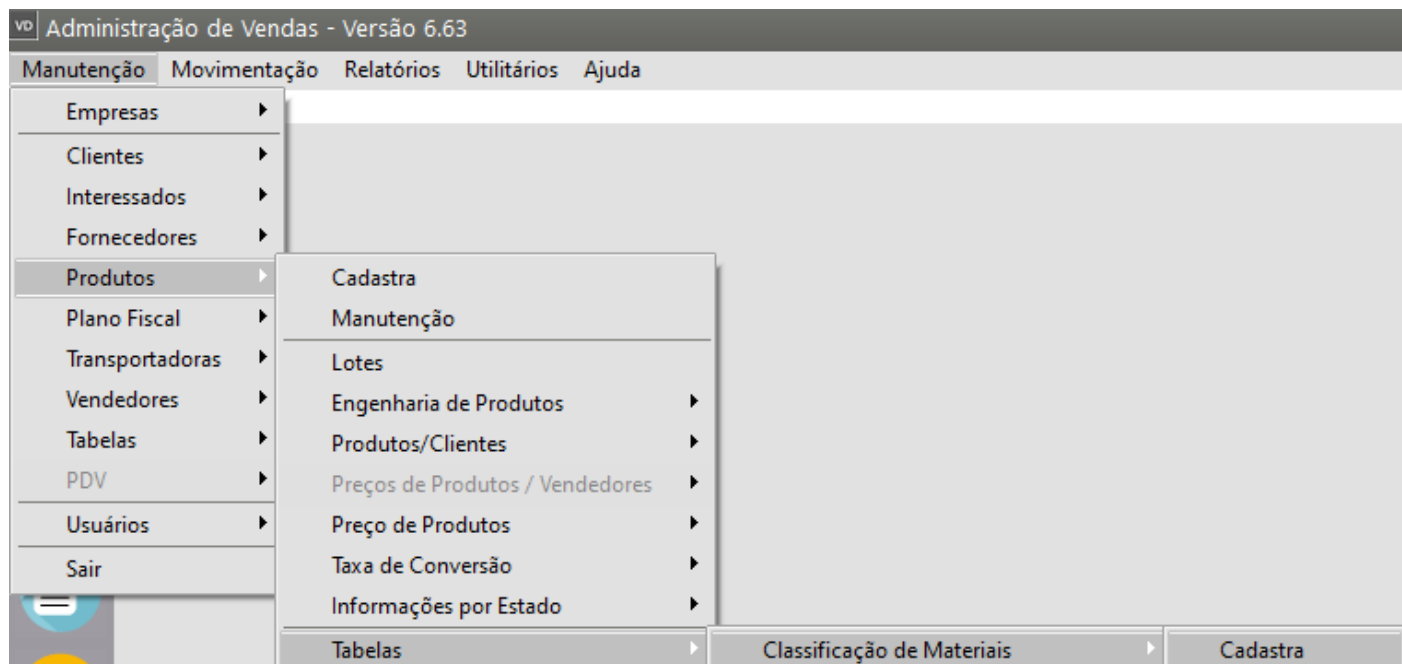 VD Administração de Vendas - Versão 6.63
Manutenção Movimentação Relatórios Utilitários Ajuda
Empresas
Clientes
Interessados
Fornecedores
Produtos
Plano Fiscal
Transportadoras
Vendedores
Tabelas
PDV
Usuários
Sair
Cadastra
Manutenção
Lotes
Engenharia de Produtos
Produtos/Clientes
Preços de Produtos / Vendedores
Preço de Produtos
Taxa de Conversão
Informações por Estado
Tabelas
Classificação de Materiais
Cadastra